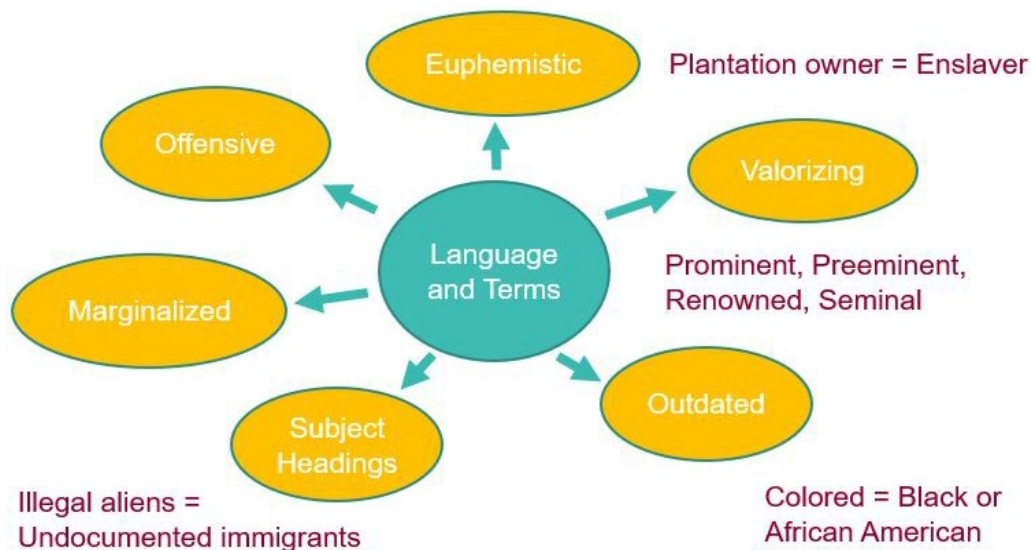 Euphemistic
Plantation owner = Enslaver
Offensive
Valorizing
Language
and Terms
Prominent, Preeminent,
Renowned, Seminal
Marginalized
Outdated
Subject
Headings
Illegal aliens =
Undocumented immigrants
Colored = Black or
African American